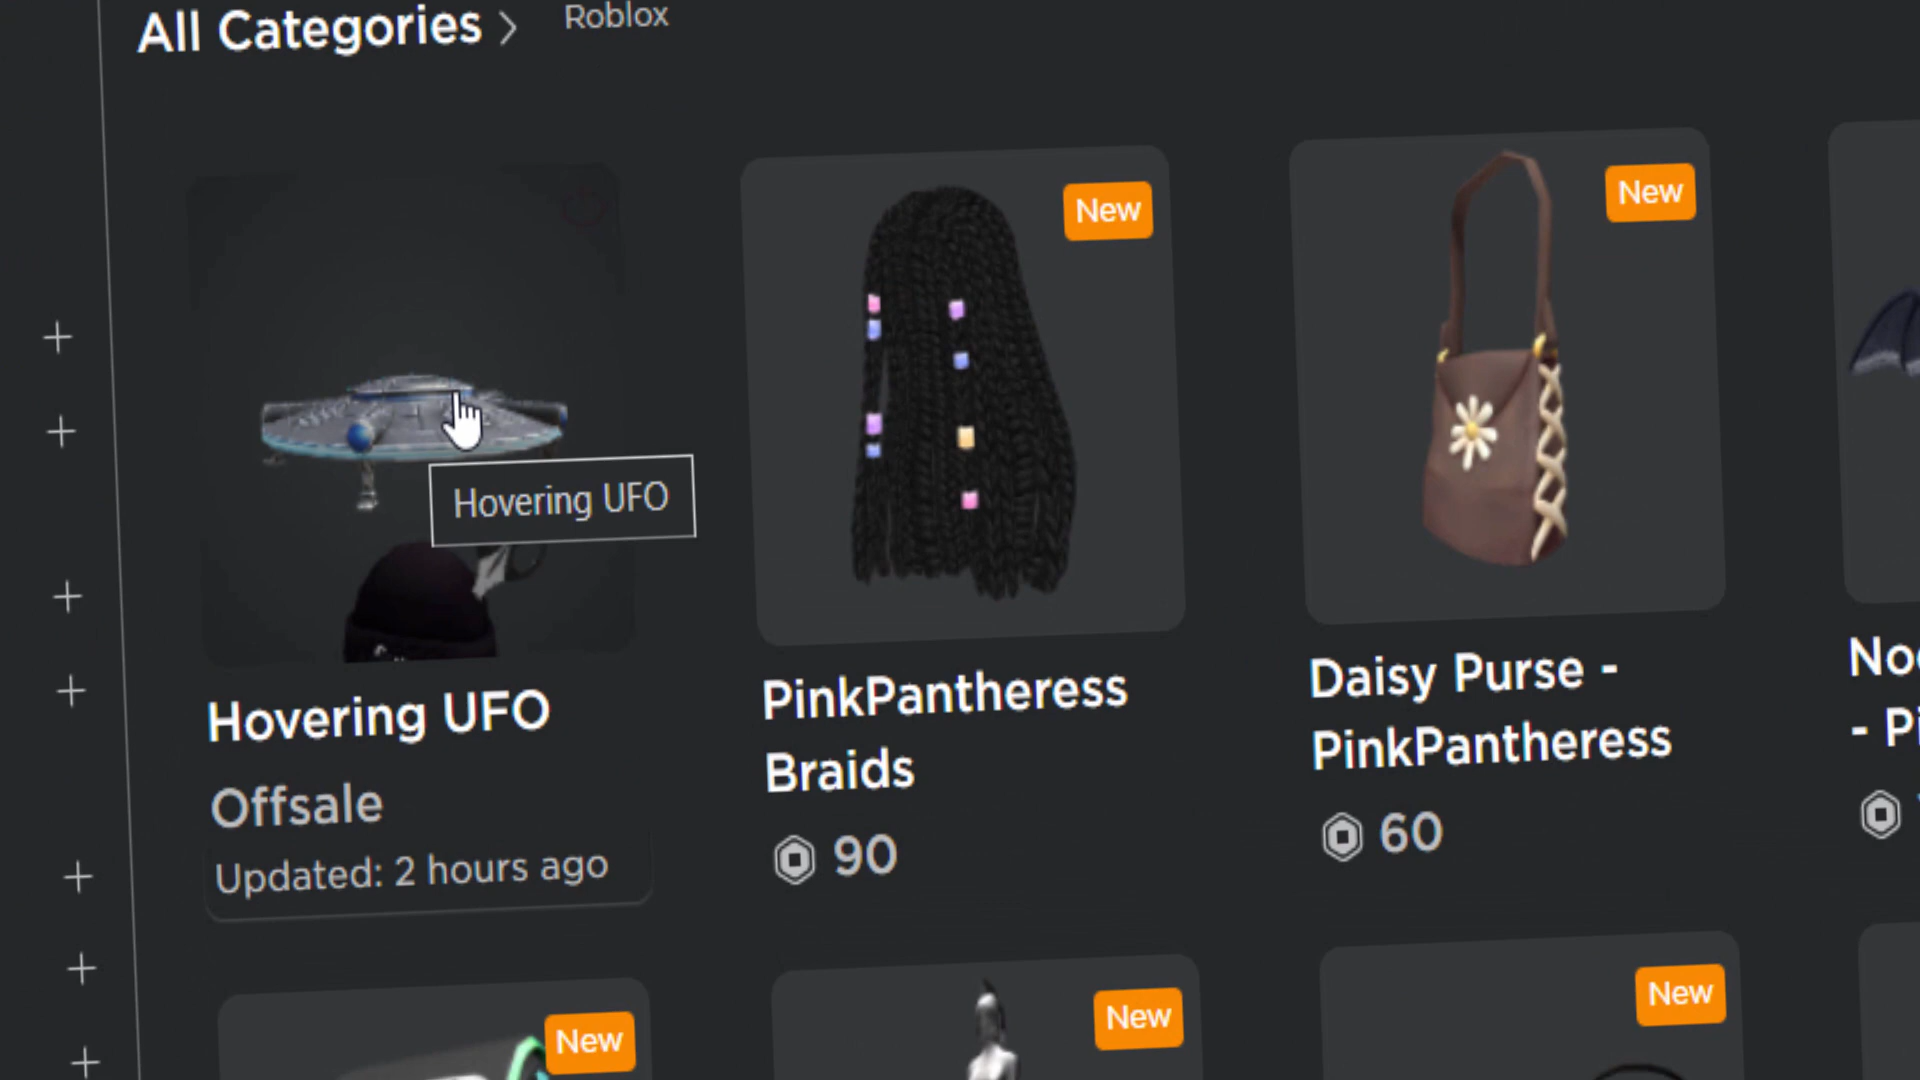 All Categories > Roblox
New
New
Hovering UFO
Hovering UFO
Offsale
Updated: 2 hours ago
PinkPantheress
Braids
90
Daisy Purse -
PinkPantheress
60
New
New
New